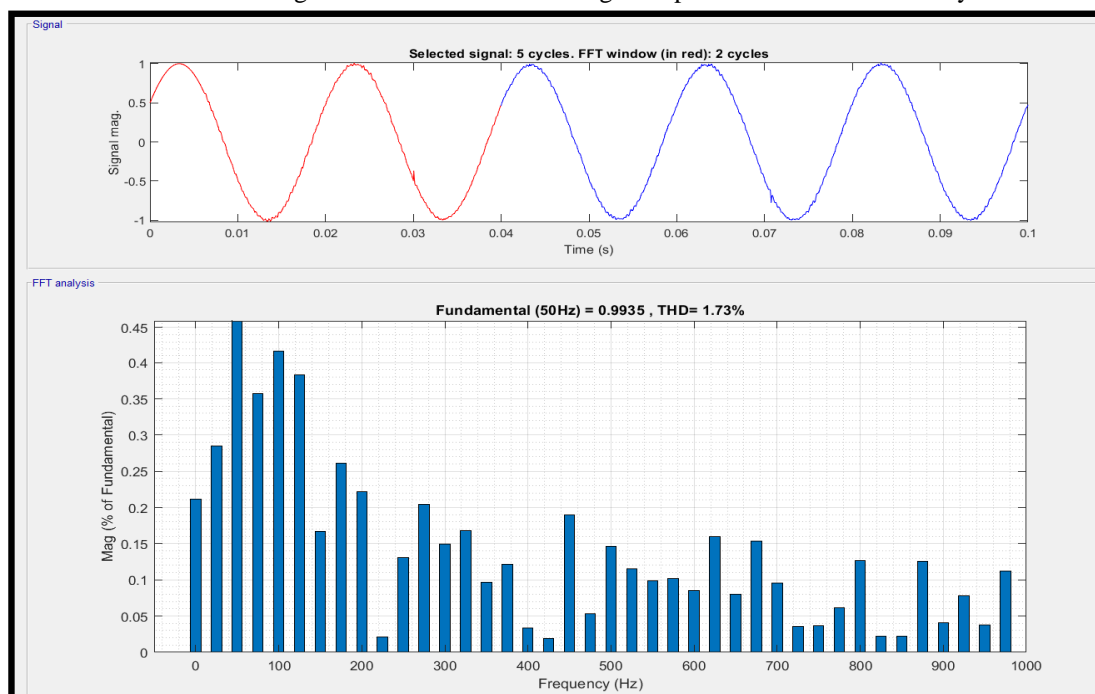 Signal
Selected signal: 5 cycles. FFT window (in red): 2 cycles
1
0.5
0
-0.5
-1
Signal mag.
0 0.01 0.02 0.03 0.04 0.05 0.06 0.07 0.08 0.09 0.1
Time (s)
FFT analysis
Fundamental (50Hz) = 0.9935 , THD= 1.73%
0.45
0.4
0.35
0.3
0.25
0.2
0.15
0.1
0.05
0
Mag (% of Fundamental)
0 100 200 300 400 500 600 700 800 900 1000
Frequency (Hz)